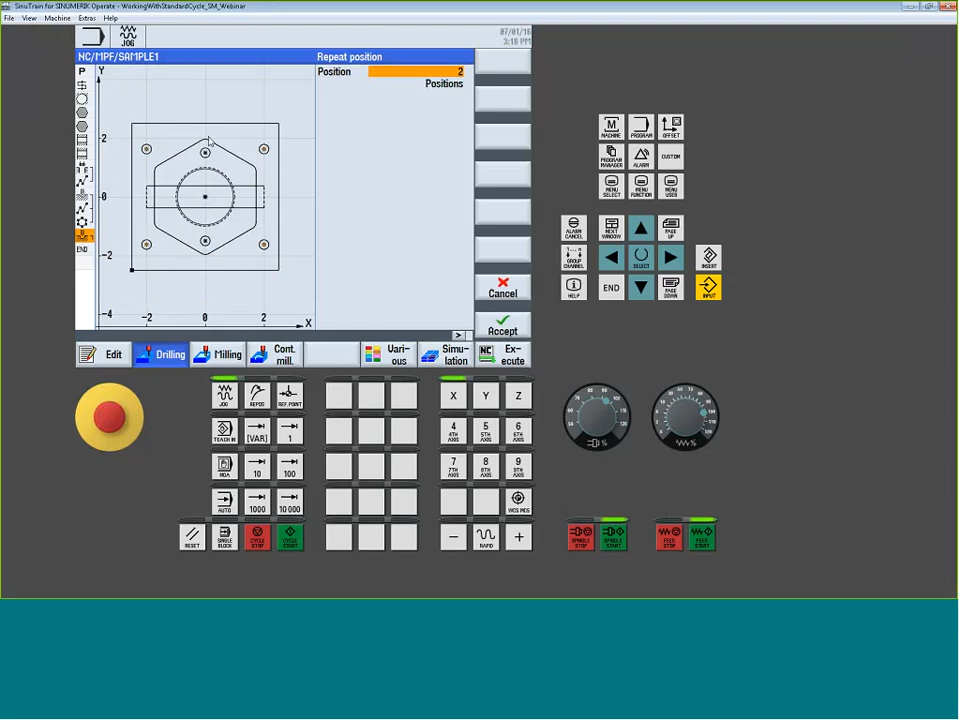 SinuTrain for SINUMERIK Operate - WorkingWithStandardCycle_SM_Webinar
File View Machine Extras Help
JOG
07/01/16
3:16 PM
NC/MPF/SAMPLE1
Repeat position
P
Y
Position 2
Positions
2
0
-2
-4
-2 0 2 X
END
Cancel
Accept
>
Edit
Drilling
Milling
Cont. mill.
Vari- ous
Simu- lation
NC Ex- ecute
M MACHINE
PROGRAM
OFFSET
PROGRAM MANAGER
ALARM
CUSTOM
MENU SELECT
MENU FUNCTION
MENU USER
ALARM CANCEL
NEXT WINDOW
PAGE UP
1...n GROUP CHANNEL
SELECT
INSERT
HELP
END
PAGE DOWN
INPUT
JOG
REPOS
REF.POINT
X
Y
Z
TEACH IN
[VAR]
1
4 4TH AXIS
5 5TH AXIS
6 6TH AXIS
MDA
10
100
7 7TH AXIS
8 8TH AXIS
9 9TH AXIS
AUTO
1000
10 000
WCS MCS
RESET
SINGLE BLOCK
CYCLE STOP
CYCLE START
−
RAPID
+
SPINDLE STOP
SPINDLE START
FEED STOP
FEED START
%
%